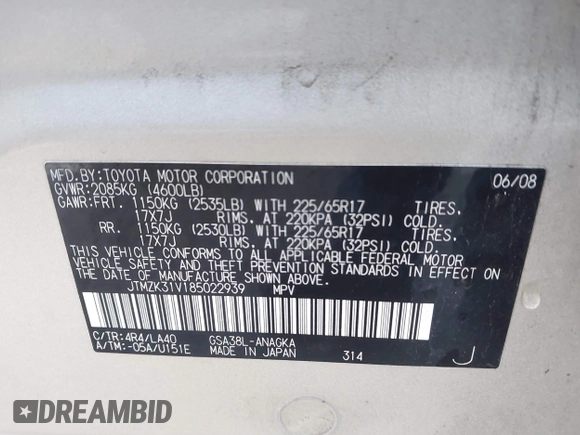 MFD.BY:TOYOTA MOTOR CORPORATION 06/08
GVWR:2085KG (4600LB)
GAWR:FRT. 1150KG (2535LB) WITH 225/65R17 TIRES.
17X7J RIMS. AT 220KPA (32PSI) COLD.
RR. 1150KG (2530LB) WITH 225/65R17 TIRES.
17X7J RIMS. AT 220KPA (32PSI) COLD.
THIS VEHICLE CONFORMS TO ALL APPLICABLE FEDERAL MOTOR
VEHICLE SAFETY AND THEFT PREVENTION STANDARDS IN EFFECT
ON THE DATE OF MANUFACTURE SHOWN ABOVE.
JTMZK31V185022939 MPV
C/TR:4R4/LA40 GSA38L-ANAGKA
A/TM:-05A/U151E MADE IN JAPAN 314 J
DREAMBID